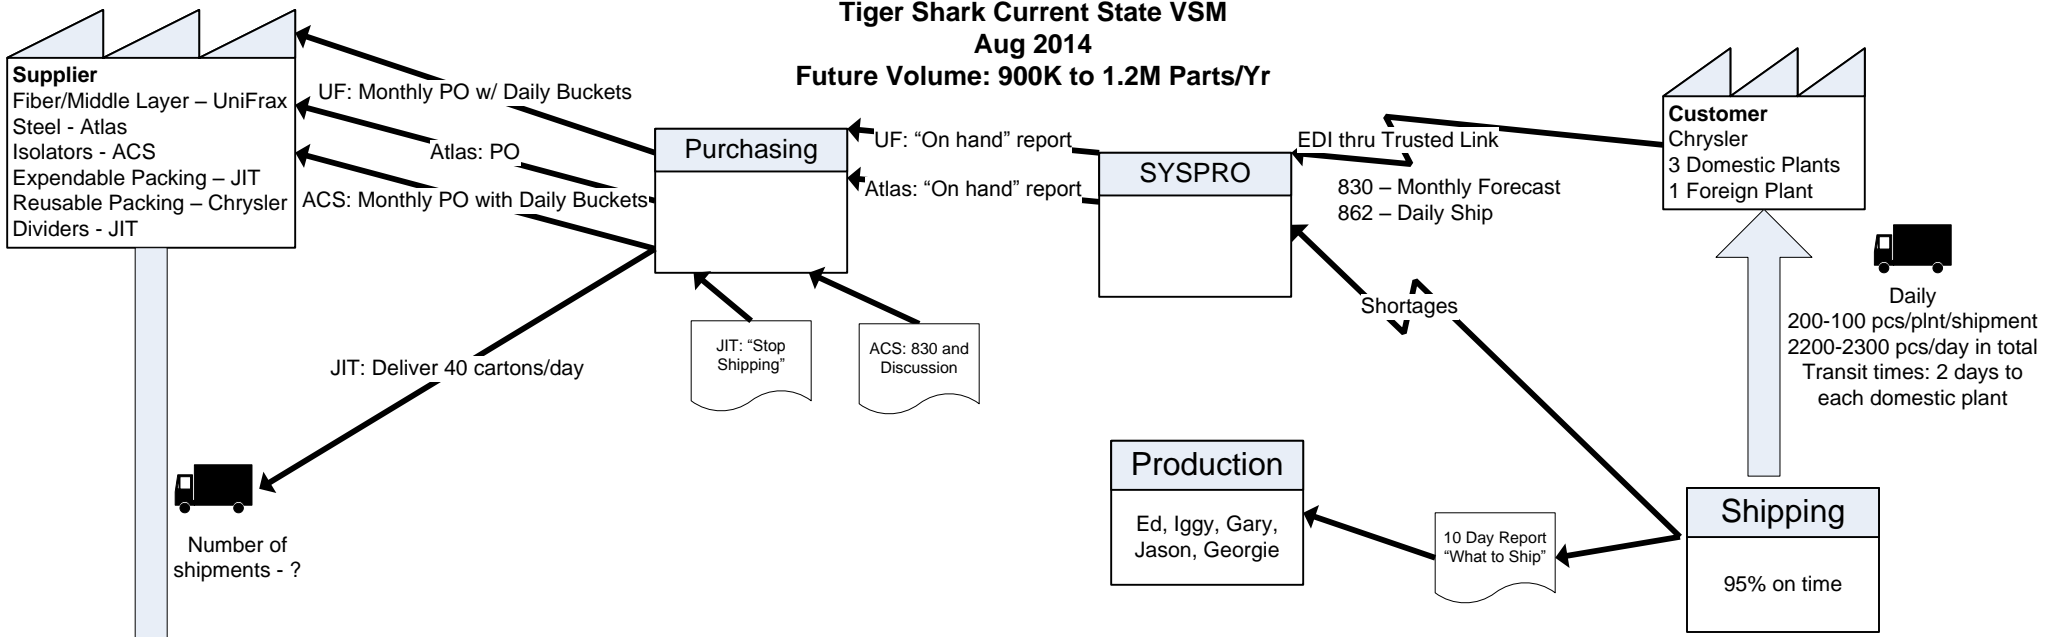 Tiger Shark Current State VSM
Aug 2014
Future Volume: 900K to 1.2M Parts/Yr
Supplier
Fiber/Middle Layer – UniFrax
Steel - Atlas
Isolators - ACS
Expendable Packing – JIT
Reusable Packing – Chrysler
Dividers - JIT
UF: Monthly PO w/ Daily Buckets
Atlas: PO
ACS: Monthly PO with Daily Buckets
Purchasing
UF: “On hand” report
Atlas: “On hand” report
SYSPRO
EDI thru Trusted Link
830 – Monthly Forecast
862 – Daily Ship
Customer
Chrysler
3 Domestic Plants
1 Foreign Plant
Daily
200-100 pcs/plnt/shipment
2200-2300 pcs/day in total
Transit times: 2 days to
each domestic plant
Shortages
JIT: “Stop
Shipping”
ACS: 830 and
Discussion
JIT: Deliver 40 cartons/day
Number of
shipments - ?
Production
Ed, Iggy, Gary,
Jason, Georgie
10 Day Report
“What to Ship”
Shipping
95% on time